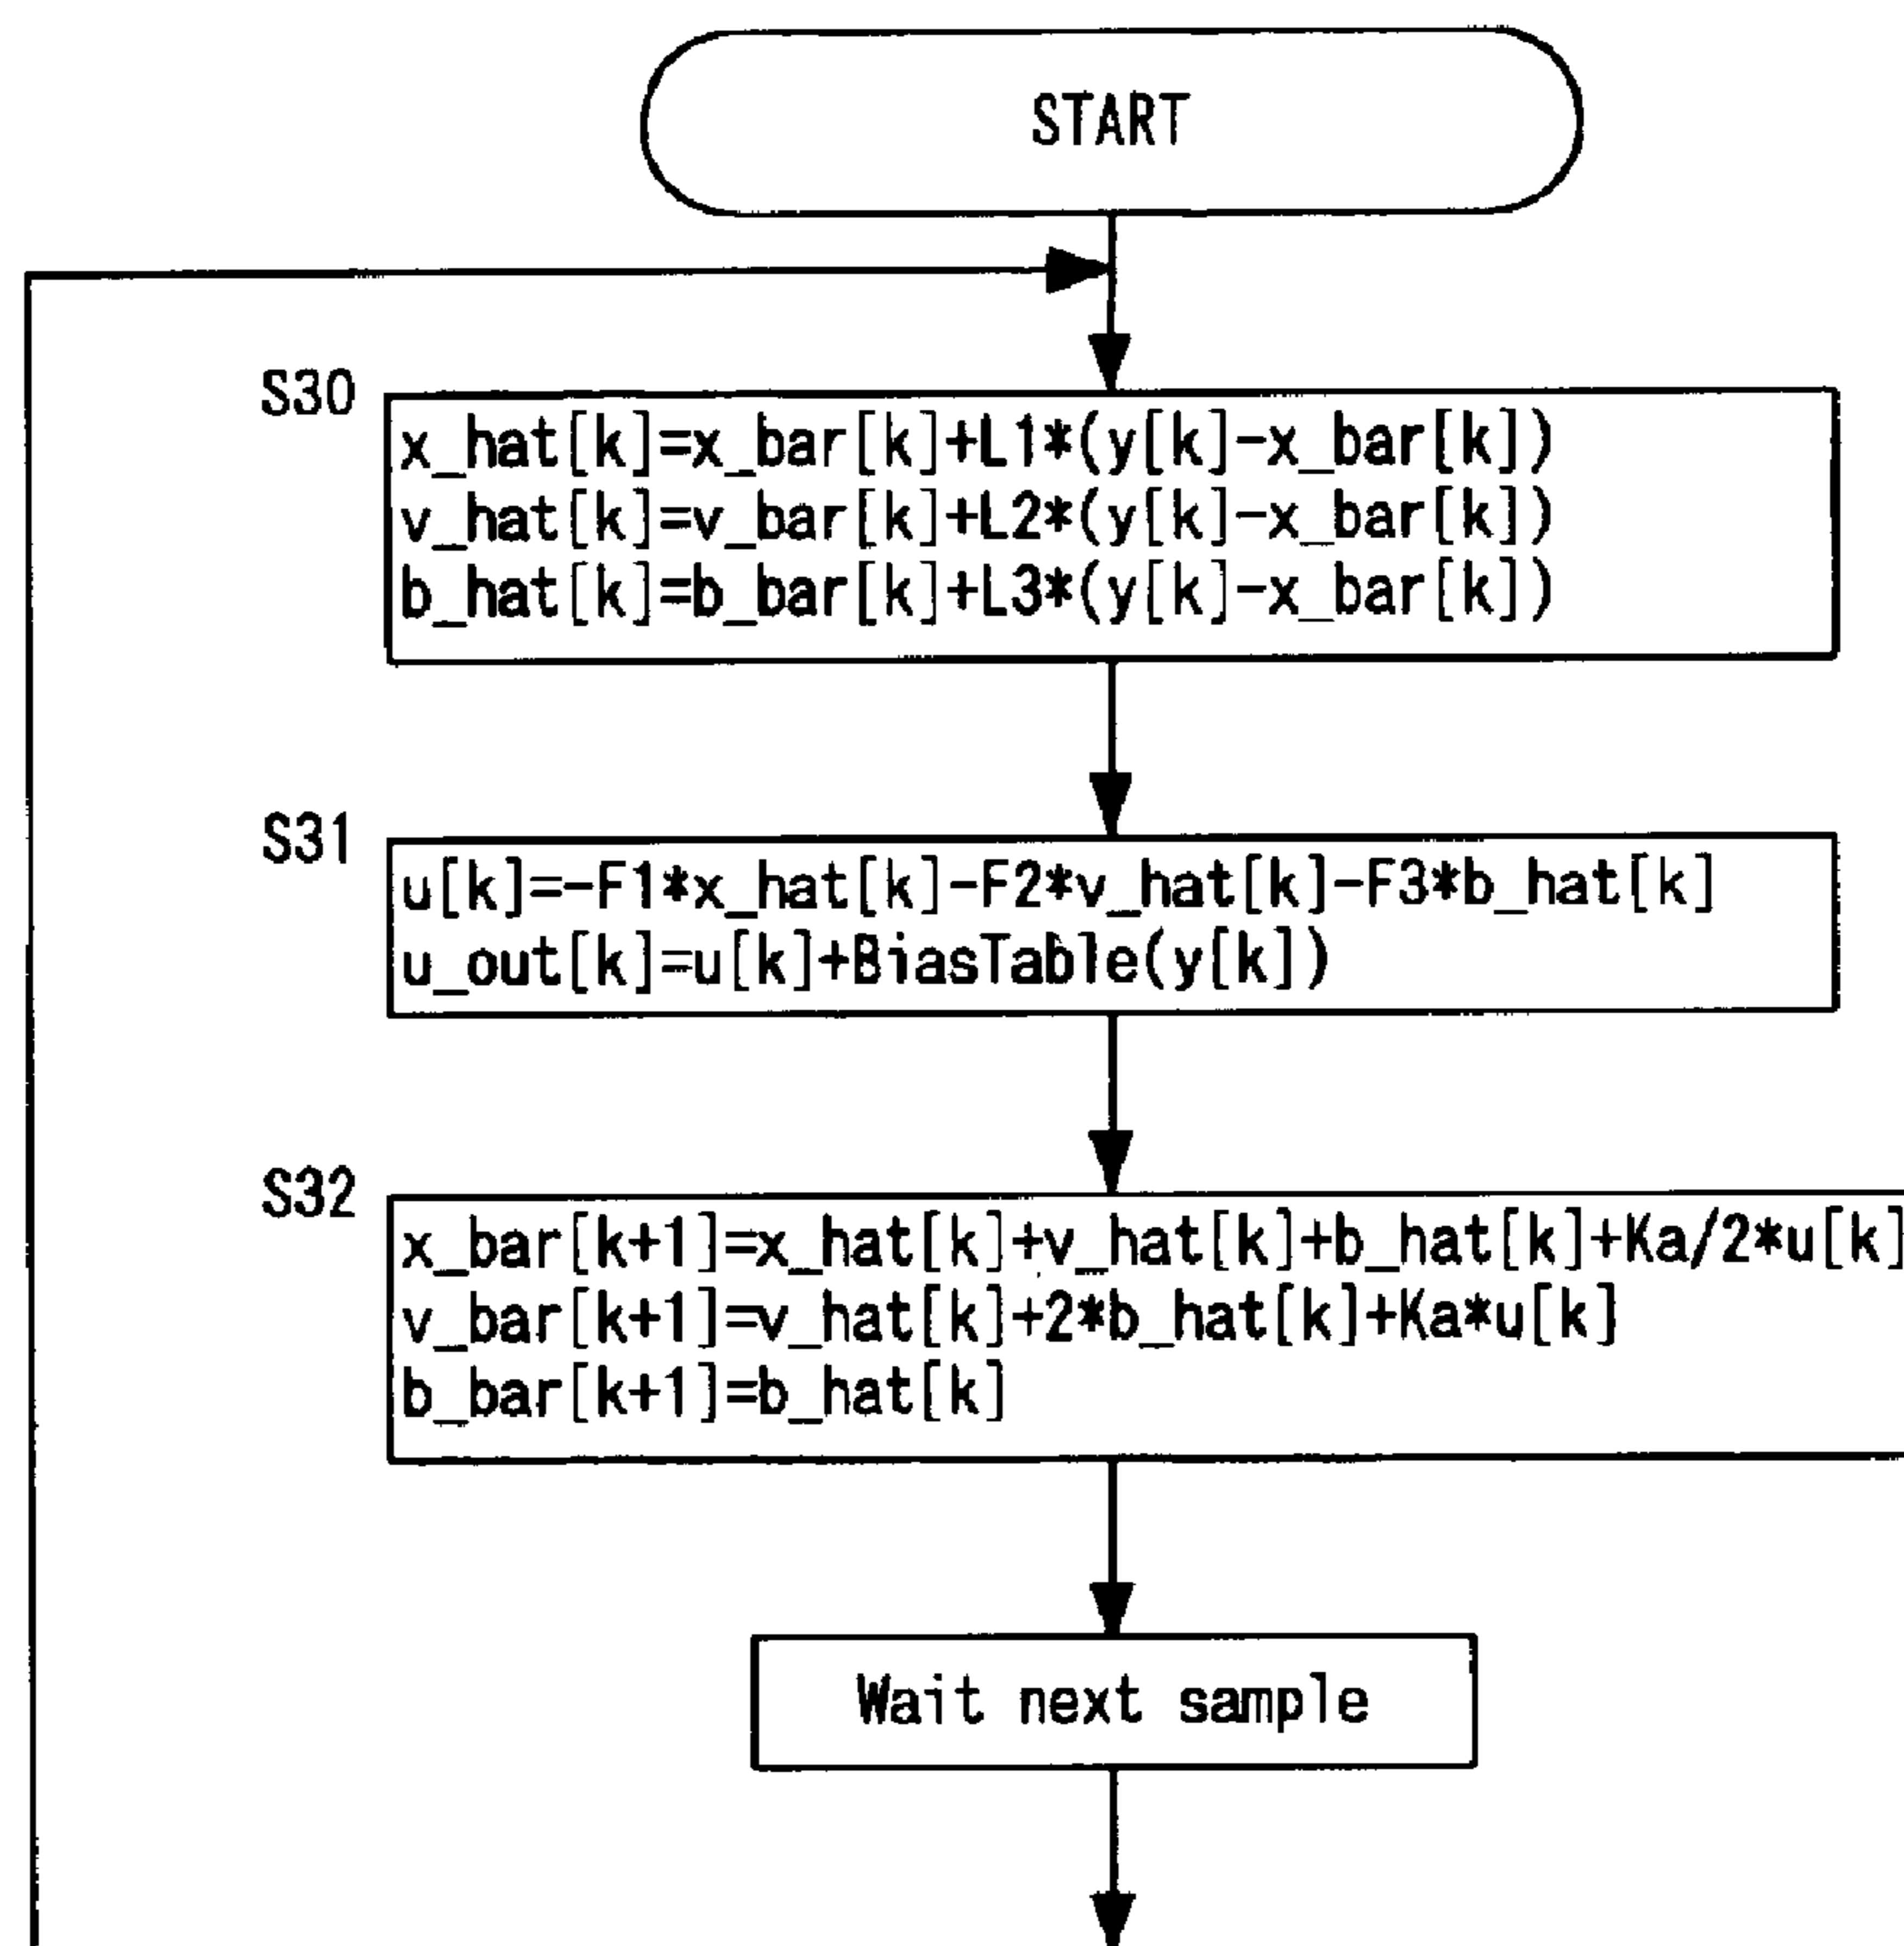 START
S30
x_hat[k]=x_bar[k]+L1*(y[k]-x_bar[k])
v_hat[k]=v_bar[k]+L2*(y[k]-x_bar[k])
b_hat[k]=b_bar[k]+L3*(y[k]-x_bar[k])
S31
u[k]=-F1*x_hat[k]-F2*v_hat[k]-F3*b_hat[k]
u_out[k]=u[k]+BiasTable(y[k])
S32
x_bar[k+1]=x_hat[k]+v_hat[k]+b_hat[k]+Ka/2*u[k]
v_bar[k+1]=v_hat[k]+2*b_hat[k]+Ka*u[k]
b_bar[k+1]=b_hat[k]
Wait next sample